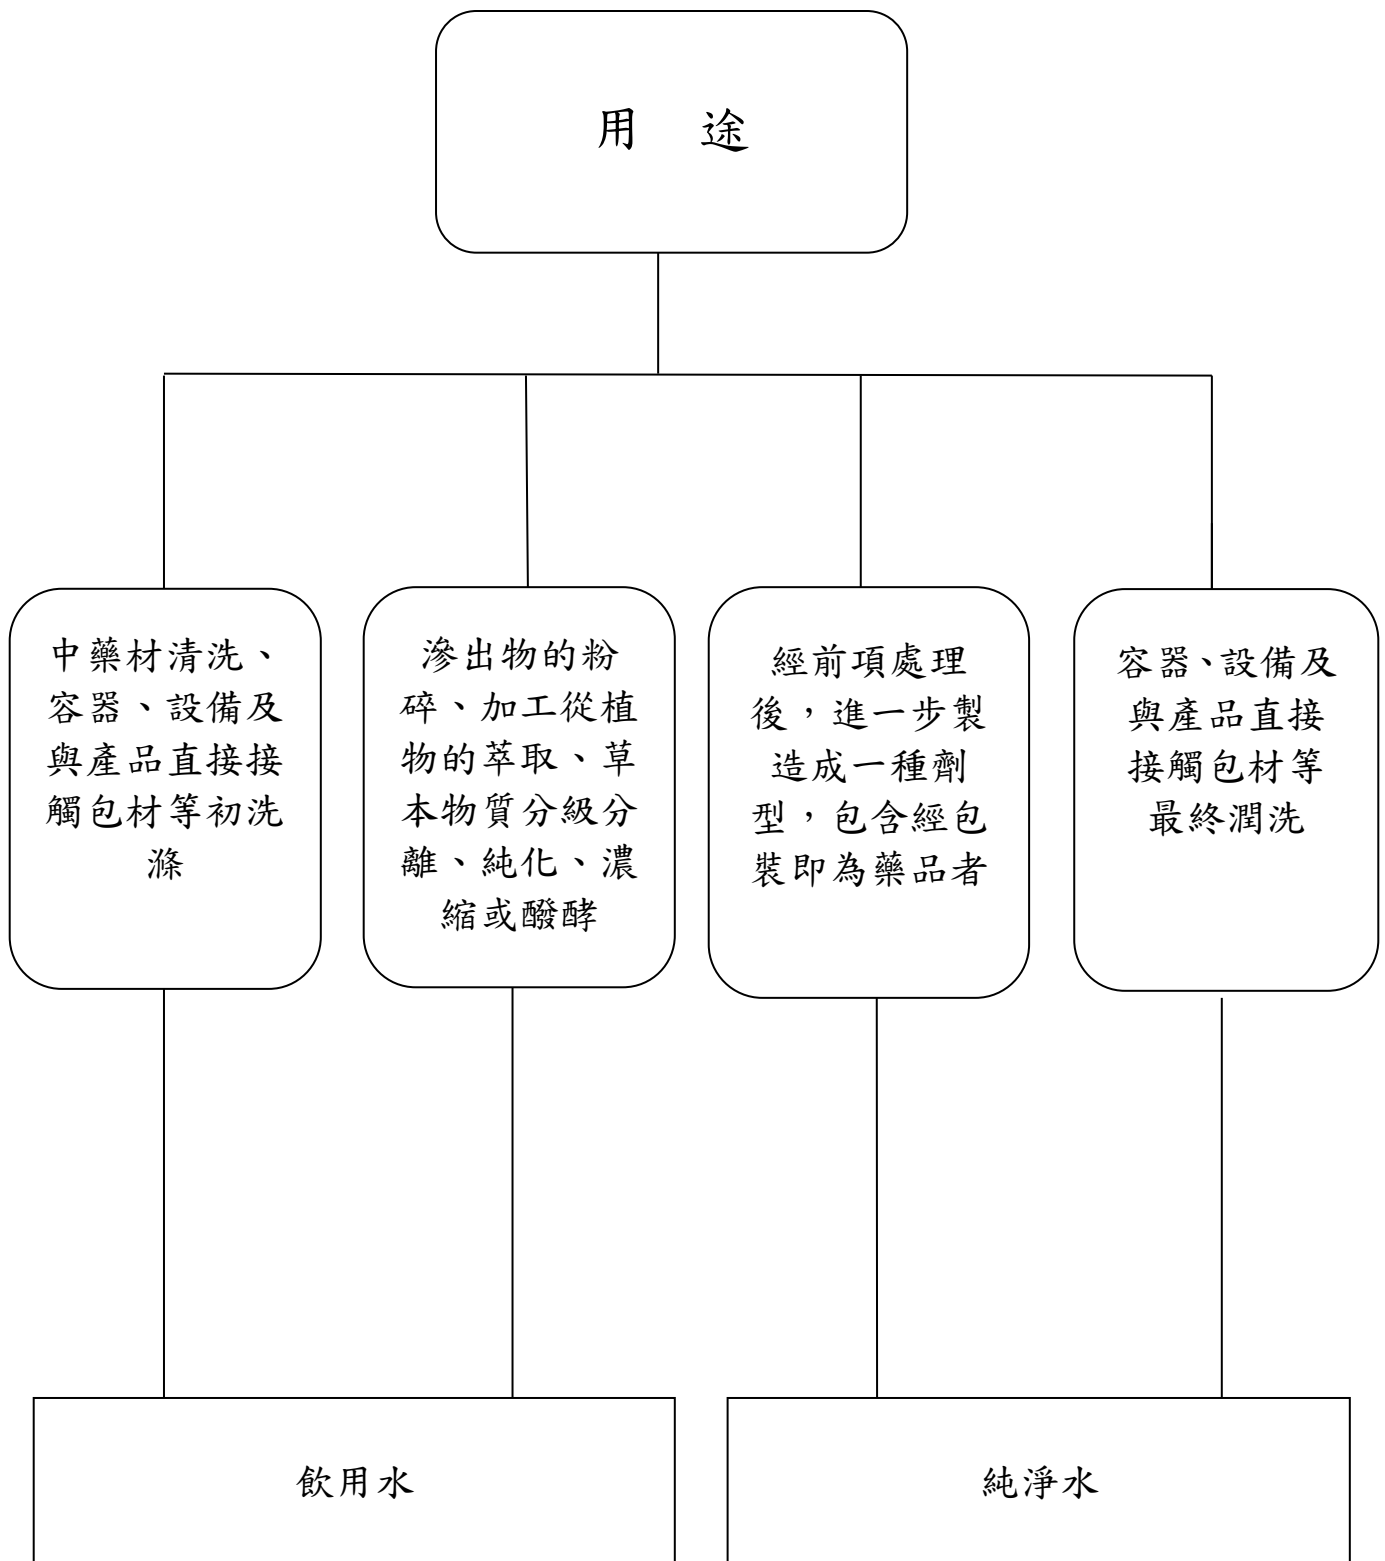 用 途
中藥材清洗、
容器、設備及
與產品直接接
觸包材等初洗
滌
滲出物的粉
碎、加工從植
物的萃取、草
本物質分級分
離、純化、濃
縮或醱酵
經前項處理
後，進一步製
造成一種劑
型，包含經包
裝即為藥品者
容器、設備及
與產品直接
接觸包材等
最終潤洗
飲用水
純淨水